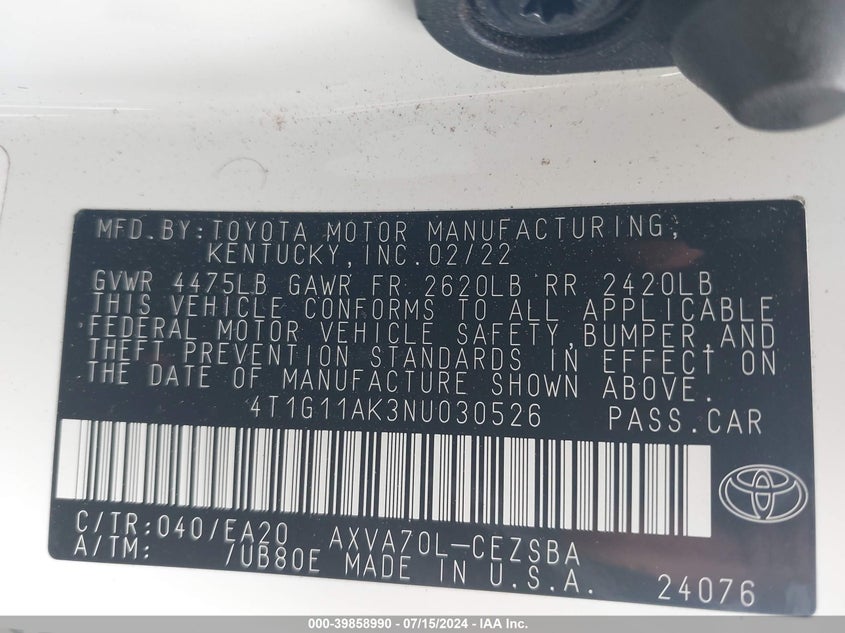 MFD.BY:TOYOTA MOTOR MANUFACTURING,
KENTUCKY,INC.02/22
GVWR 4475LB GAWR FR 2620LB RR 2420LB
THIS VEHICLE CONFORMS TO ALL APPLICABLE
FEDERAL MOTOR VEHICLE SAFETY,BUMPER,AND
THEFT PREVENTION STANDARDS IN EFFECT ON
THE DATE OF MANUFACTURE SHOWN ABOVE.
4T1G11AK3NU030526 PASS.CAR
C/TR:040/EA20 AXVA70L-CEZSBA
A/TM: /UB80E MADE IN U.S.A. 24076
000-39858990 - 07/15/2024 - IAA Inc.